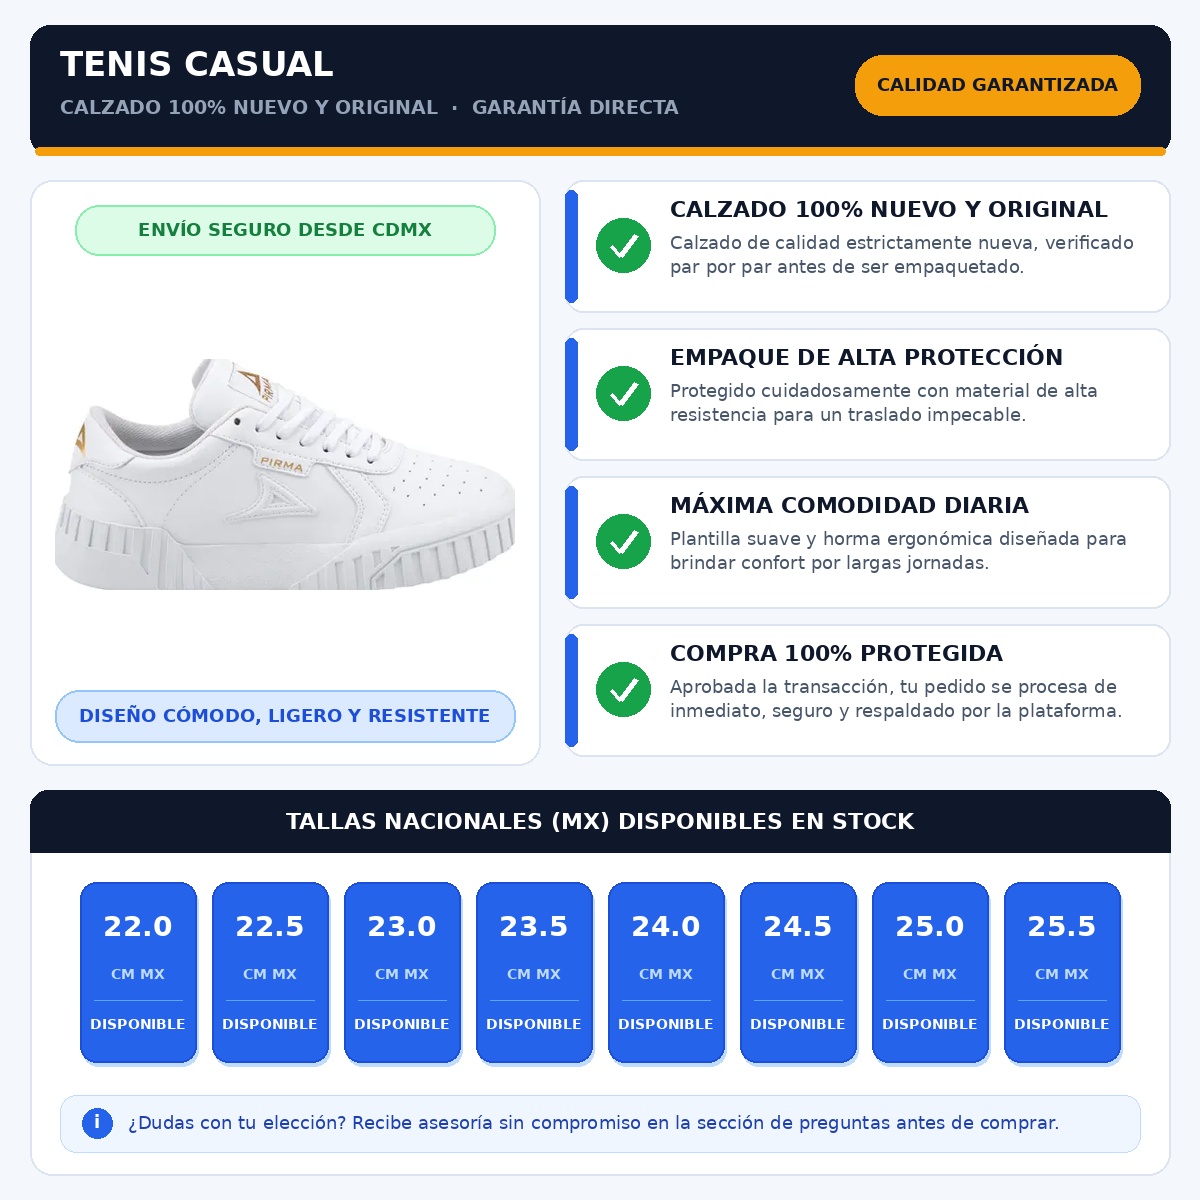 TENIS CASUAL
CALZADO 100% NUEVO Y ORIGINAL · GARANTÍA DIRECTA
CALIDAD GARANTIZADA
ENVÍO SEGURO DESDE CDMX
PIRMA
PIRMA
DISEÑO CÓMODO, LIGERO Y RESISTENTE
CALZADO 100% NUEVO Y ORIGINAL
Calzado de calidad estrictamente nueva, verificado
par por par antes de ser empaquetado.
EMPAQUE DE ALTA PROTECCIÓN
Protegido cuidadosamente con material de alta
resistencia para un traslado impecable.
MÁXIMA COMODIDAD DIARIA
Plantilla suave y horma ergonómica diseñada para
brindar confort por largas jornadas.
COMPRA 100% PROTEGIDA
Aprobada la transacción, tu pedido se procesa de
inmediato, seguro y respaldado por la plataforma.
TALLAS NACIONALES (MX) DISPONIBLES EN STOCK
22.0 22.5 23.0 23.5 24.0 24.5 25.0 25.5
CM MX CM MX CM MX CM MX CM MX CM MX CM MX CM MX
DISPONIBLE DISPONIBLE DISPONIBLE DISPONIBLE DISPONIBLE DISPONIBLE DISPONIBLE DISPONIBLE
i ¿Dudas con tu elección? Recibe asesoría sin compromiso en la sección de preguntas antes de comprar.